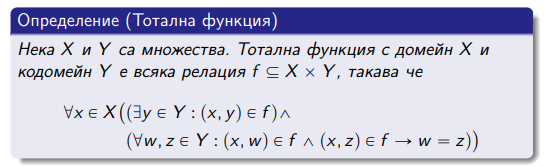 Определение (Тотална функция)
Нека X и Y са множества. Тотална функция с домейн X и
кодомейн Y е всяка релация f ⊆ X × Y, такава че
∀x ∈ X((∃y ∈ Y : (x, y) ∈ f)∧
(∀w, z ∈ Y : (x, w) ∈ f ∧ (x, z) ∈ f → w = z))